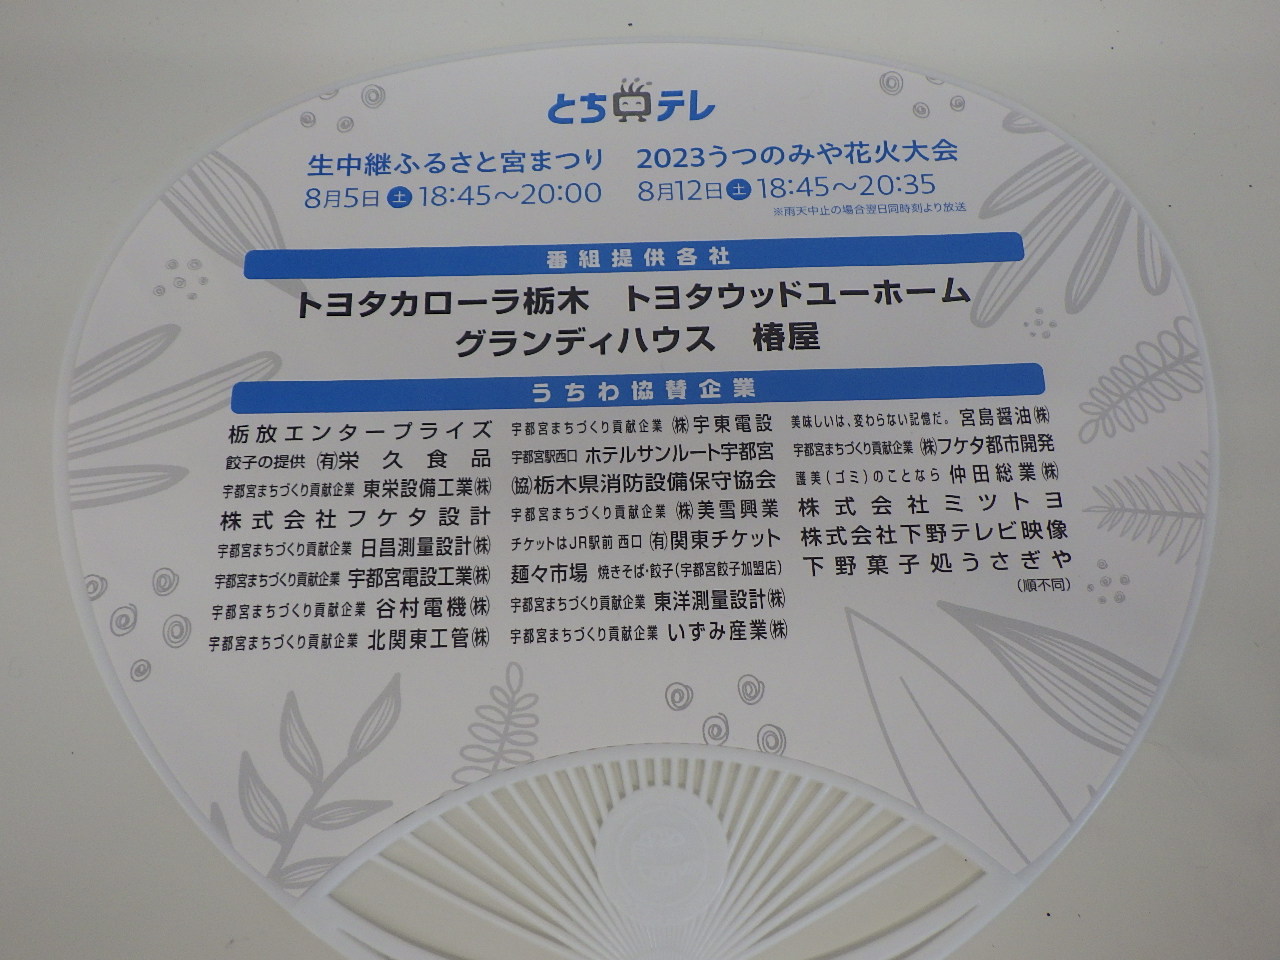 とちテレ
生中継ふるさと宮まつり
8月5日 土 18:45〜20:00
2023うつのみや花火大会
8月12日 土 18:45〜20:35
※雨天中止の場合翌日同時刻より放送
番組提供各社
トヨタカローラ栃木　トヨタウッドユーホーム
グランディハウス　椿屋
うちわ協賛企業
栃放エンタープライズ
餃子の提供 ㈲栄久食品
宇都宮まちづくり貢献企業 東栄設備工業㈱
株式会社フケタ設計
宇都宮まちづくり貢献企業 日昌測量設計㈱
宇都宮まちづくり貢献企業 宇都宮電設工業㈱
宇都宮まちづくり貢献企業 谷村電機㈱
宇都宮まちづくり貢献企業 北関東工管㈱
宇都宮まちづくり貢献企業 ㈱宇東電設
宇都宮駅西口 ホテルサンルート宇都宮
㈿栃木県消防設備保守協会
宇都宮まちづくり貢献企業 ㈱美雪興業
チケットはJR駅前 西口 ㈲関東チケット
麺々市場 焼きそば・餃子(宇都宮餃子加盟店)
宇都宮まちづくり貢献企業 東洋測量設計㈱
宇都宮まちづくり貢献企業 いずみ産業㈱
美味しいは、変わらない記憶だ。 宮島醤油㈱
宇都宮まちづくり貢献企業 ㈱フケタ都市開発
護美(ゴミ)のことなら 仲田総業㈱
株式会社ミツトヨ
株式会社下野テレビ映像
下野菓子処うさぎや
(順不同)